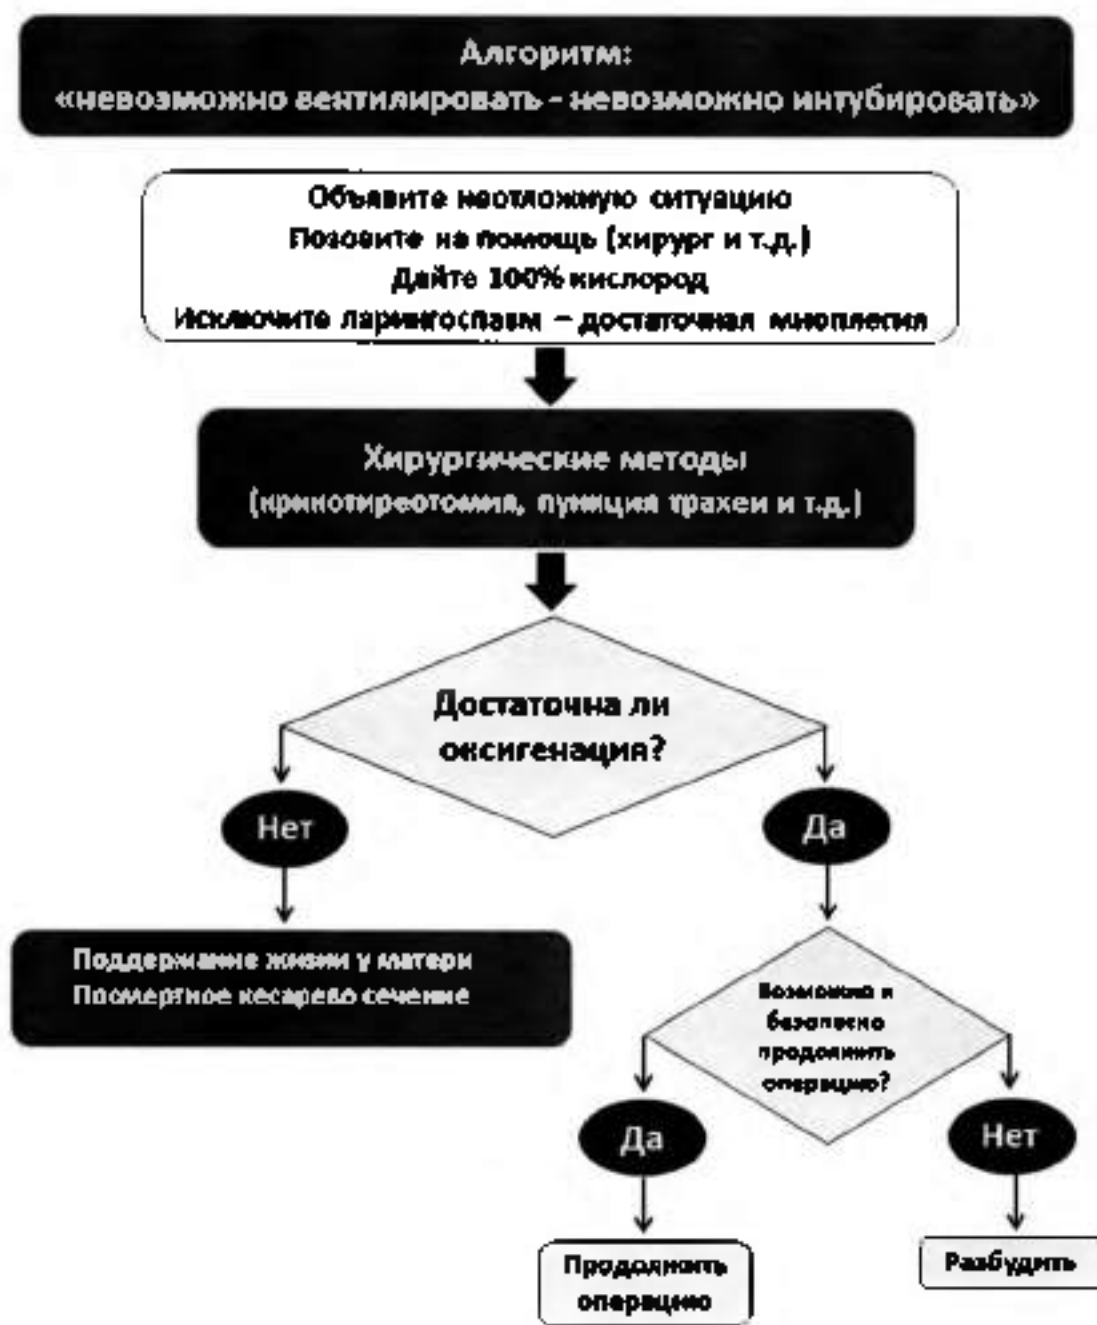 Алгоритм:
«невозможно вентилировать - невозможно интубировать»
Объявите неотложную ситуацию
Позовите на помощь (хирург и т.д.)
Дайте 100% кислород
Исключите ларингоспазм – достаточная миоплегия
Хирургические методы
(крикотиреотомия, пункция трахеи и т.д.)
Достаточна ли
оксигенация?
Нет
Да
Поддержание жизни у матери
Посмертное кесарево сечение
Возможно и
безопасно
продолжить
операцию?
Да
Нет
Продолжить
операцию
Разбудить